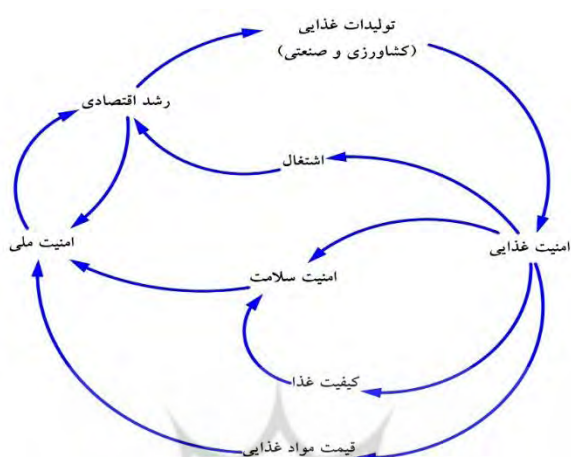 تولیدات غذایی
(کشاورزی و صنعتی)
رشد اقتصادی
اشتغال
امنیت ملی
امنیت غذایی
امنیت سلامت
کیفیت غذا
قیمت مواد غذایی